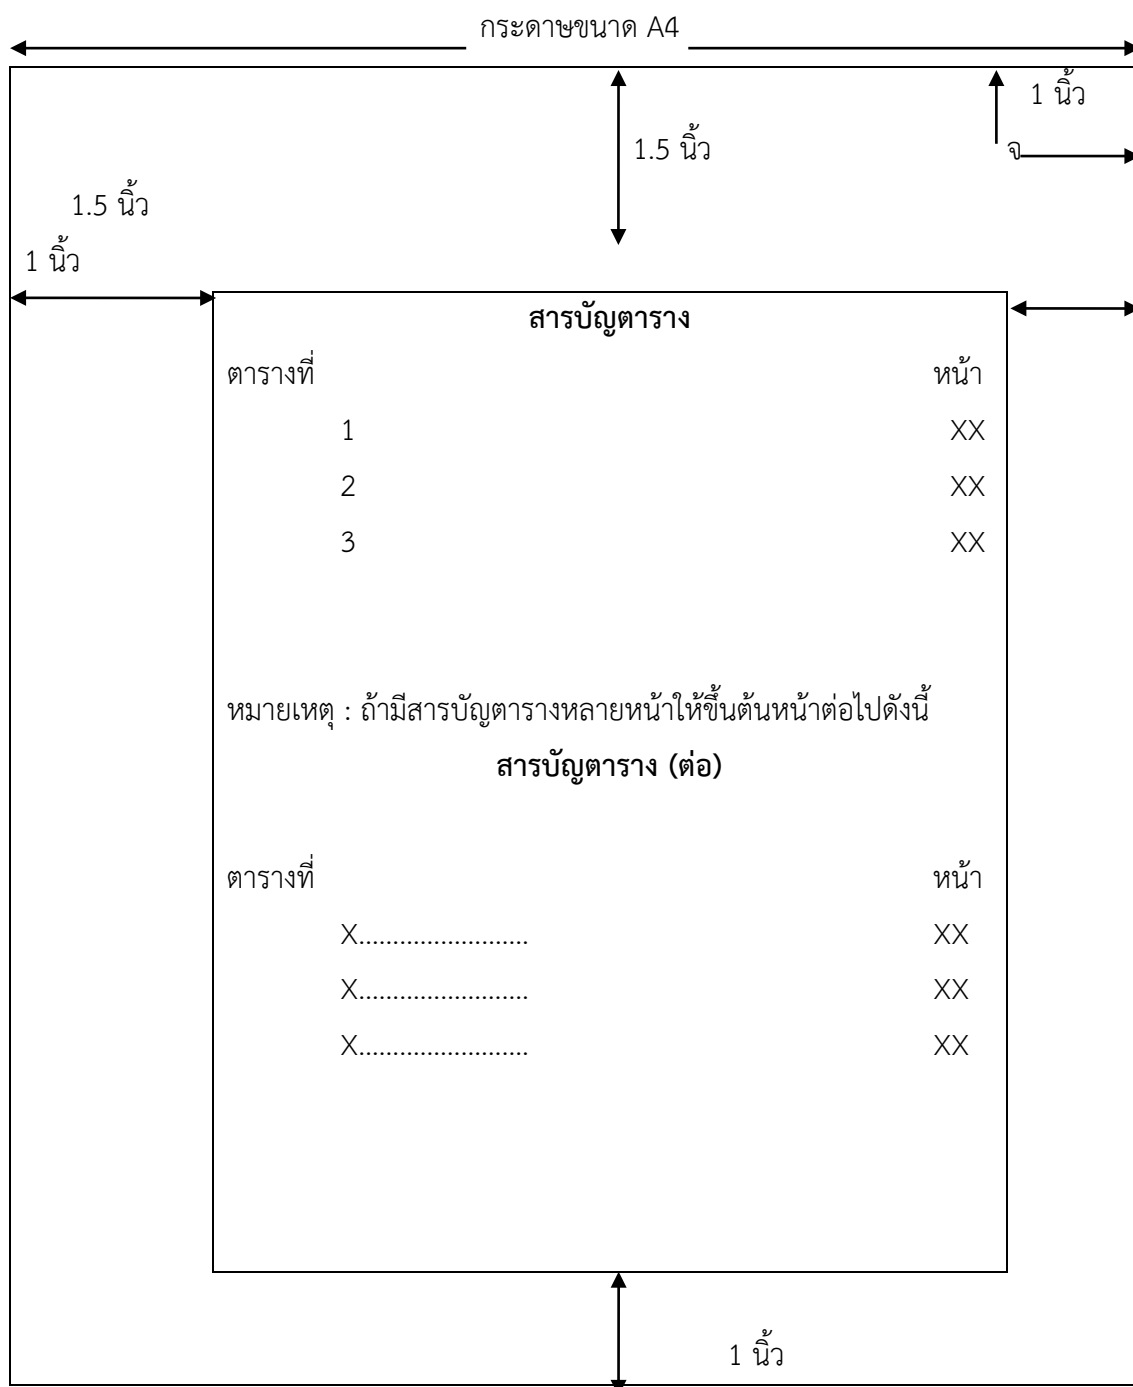 กระดาษขนาด A4
1 นิ้ว
1.5 นิ้ว
จ
1.5 นิ้ว
1 นิ้ว
สารบัญตาราง
ตารางที่ หน้า
1 XX
2 XX
3 XX
หมายเหตุ : ถ้ามีสารบัญตารางหลายหน้าให้ขึ้นต้นหน้าต่อไปดังนี้
สารบัญตาราง (ต่อ)
ตารางที่ หน้า
X......................... XX
X......................... XX
X......................... XX
1 นิ้ว